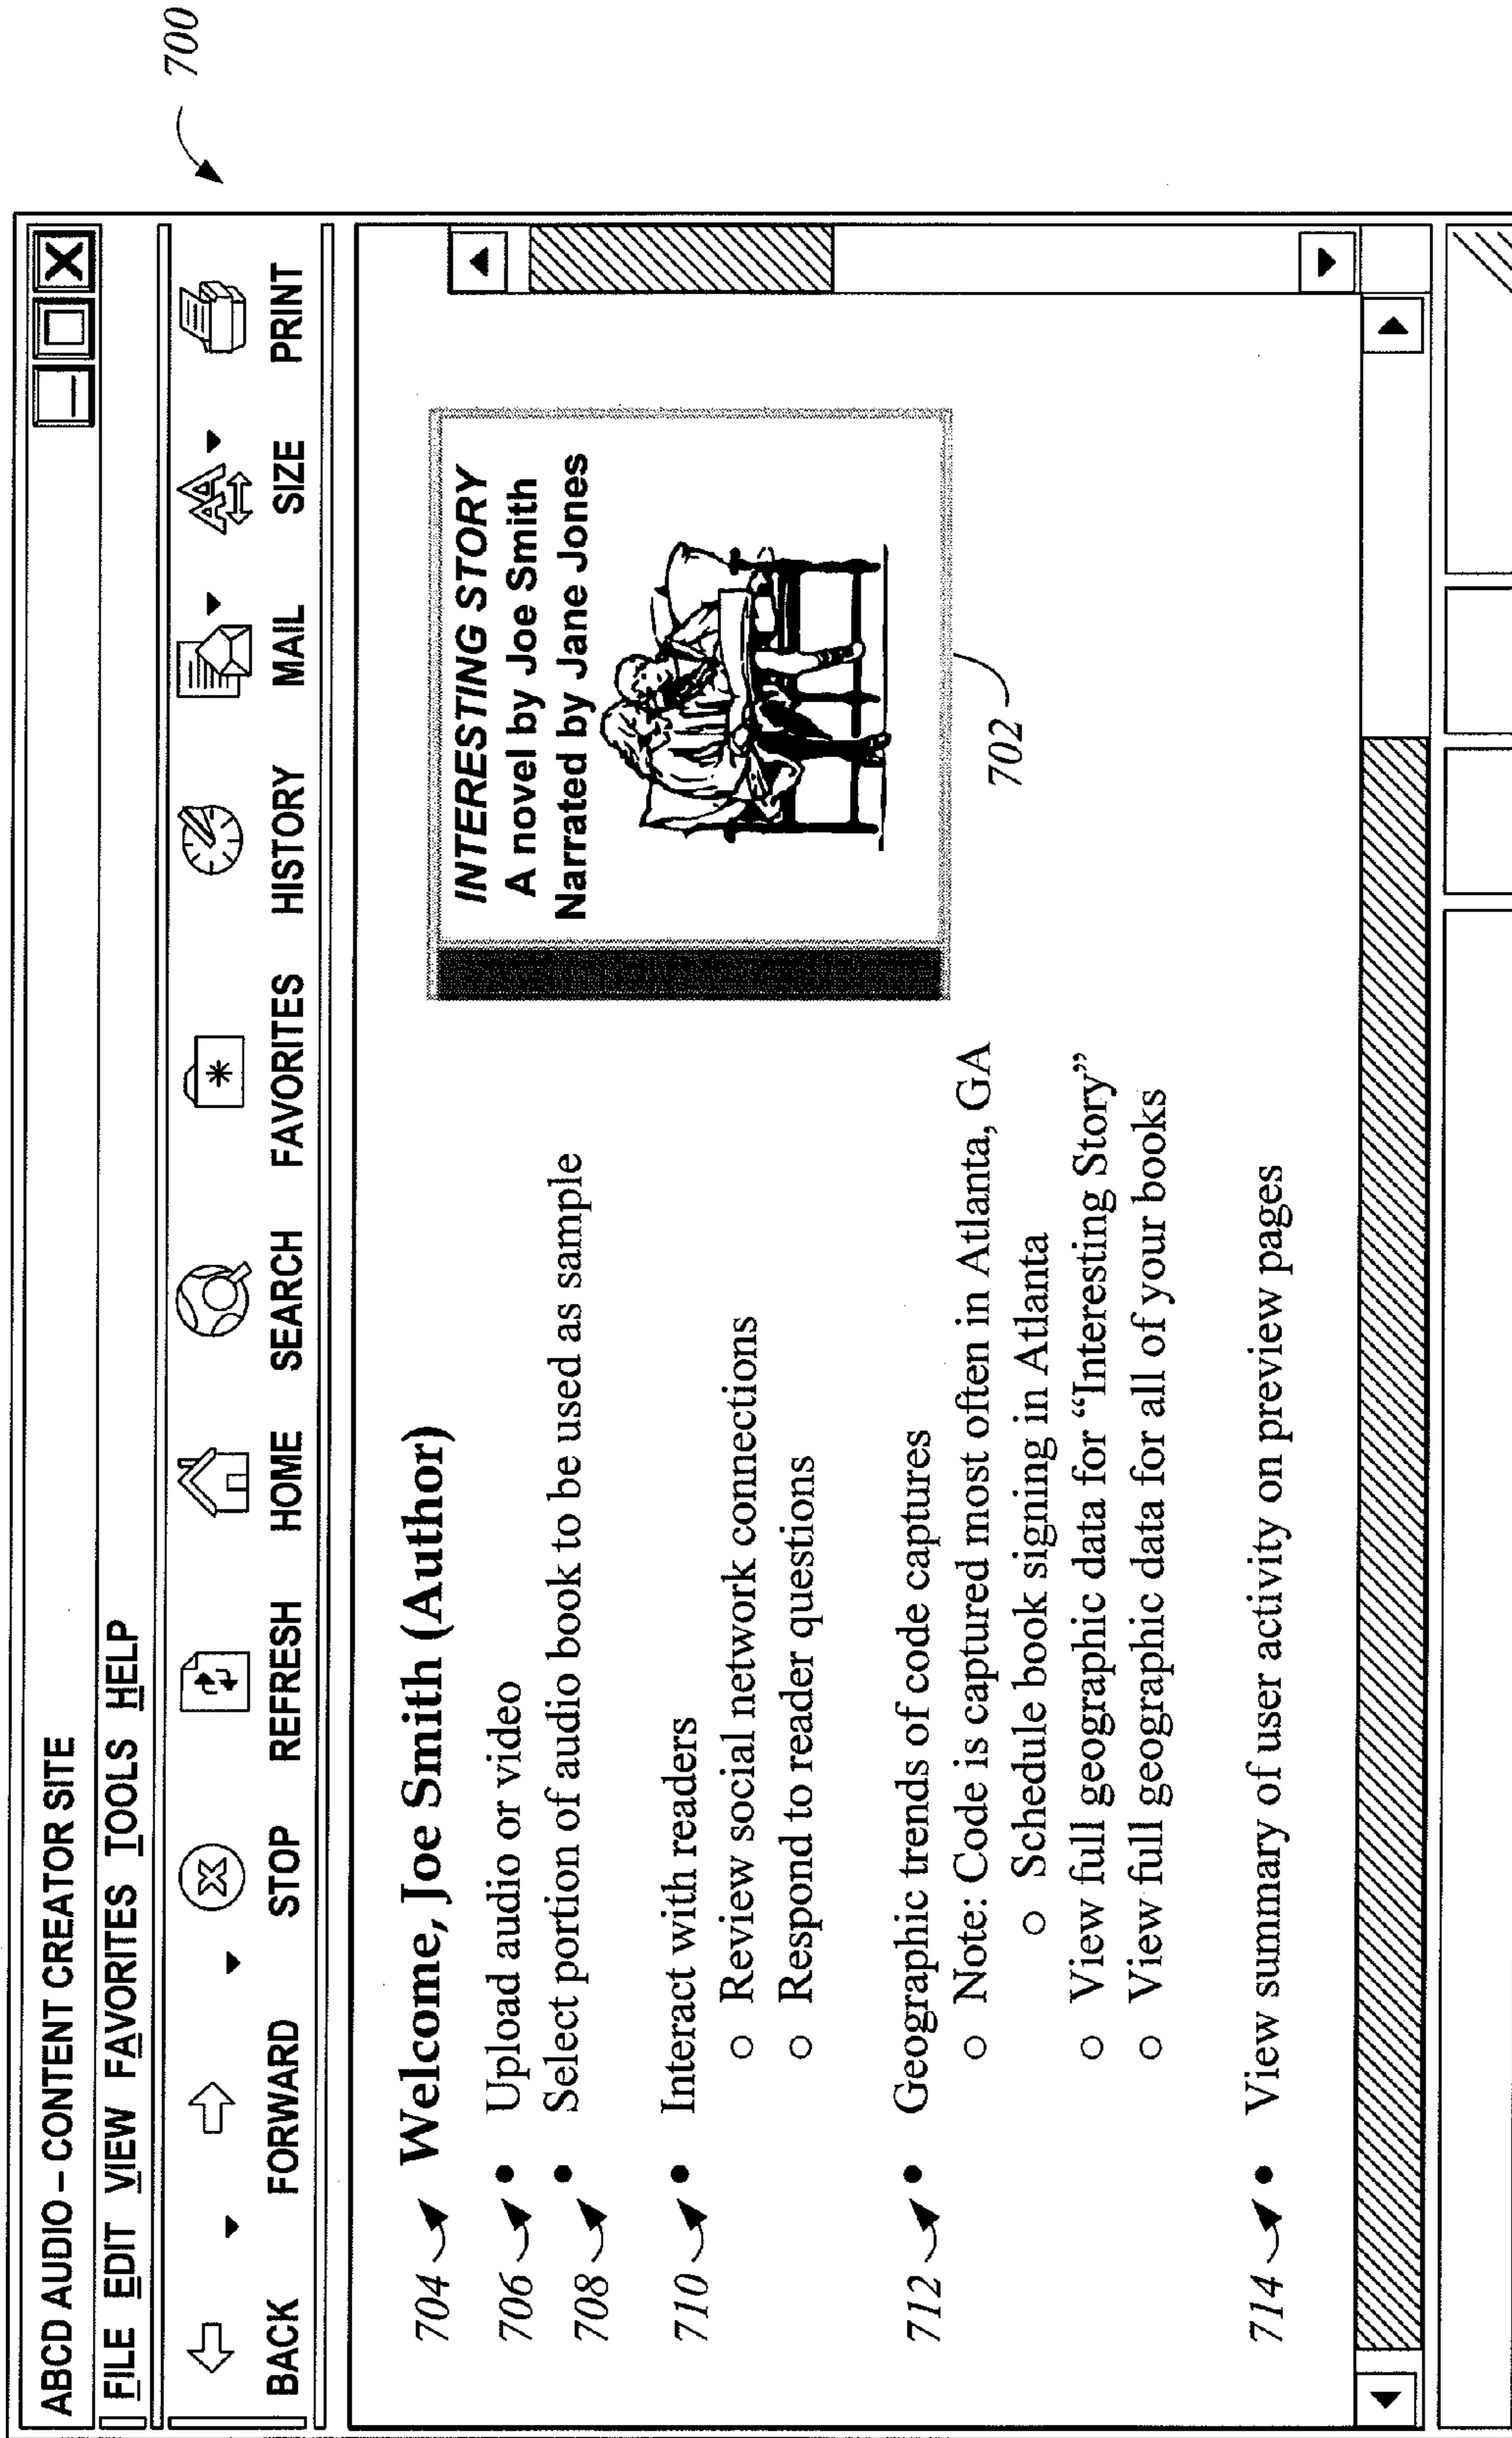 700
ABCD AUDIO – CONTENT CREATOR SITE
FILE EDIT VIEW FAVORITES TOOLS HELP
BACK FORWARD STOP REFRESH HOME SEARCH FAVORITES HISTORY MAIL SIZE PRINT
704 Welcome, Joe Smith (Author)
706 • Upload audio or video
708 • Select portion of audio book to be used as sample
710 • Interact with readers
○ Review social network connections
○ Respond to reader questions
712 • Geographic trends of code captures
○ Note: Code is captured most often in Atlanta, GA
○ Schedule book signing in Atlanta
○ View full geographic data for “Interesting Story”
○ View full geographic data for all of your books
714 • View summary of user activity on preview pages
INTERESTING STORY
A novel by Joe Smith
Narrated by Jane Jones
702